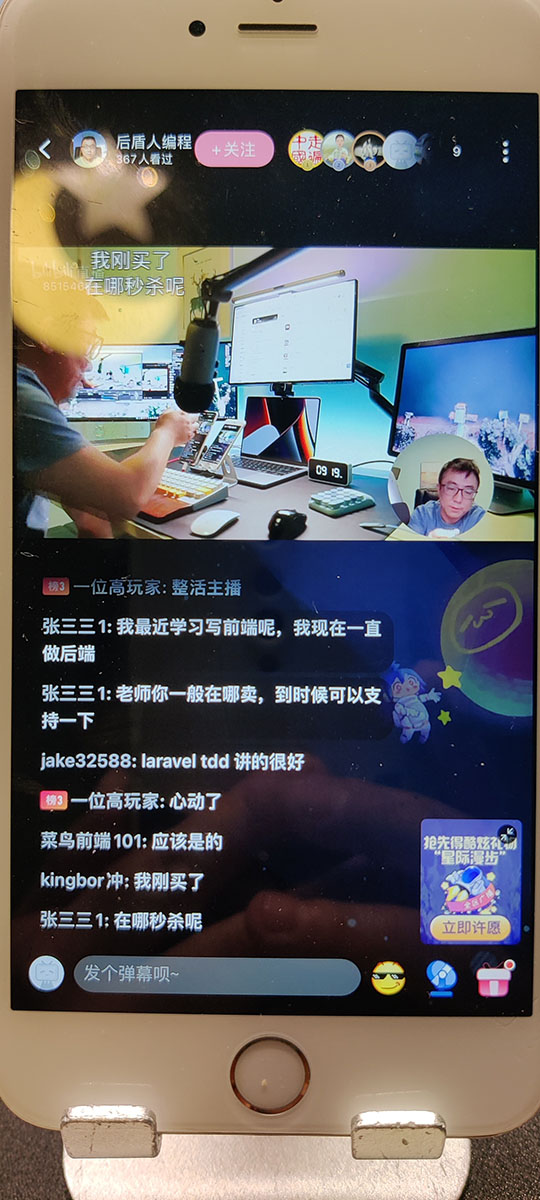 后盾人编程
367人看过
+关注
中走
國遍
9
我刚买了
在哪秒杀呢
09 19.
榜3 一位高玩家: 整活主播
张三三1: 我最近学习写前端呢，我现在一直
做后端
张三三1: 老师你一般在哪卖，到时候可以支
持一下
jake32588: laravel tdd 讲的很好
榜3 一位高玩家: 心动了
菜鸟前端101: 应该是的
kingbor冲: 我刚买了
张三三1: 在哪秒杀呢
抢先得酷炫礼物
“星际漫步”
立即许愿
发个弹幕呗~